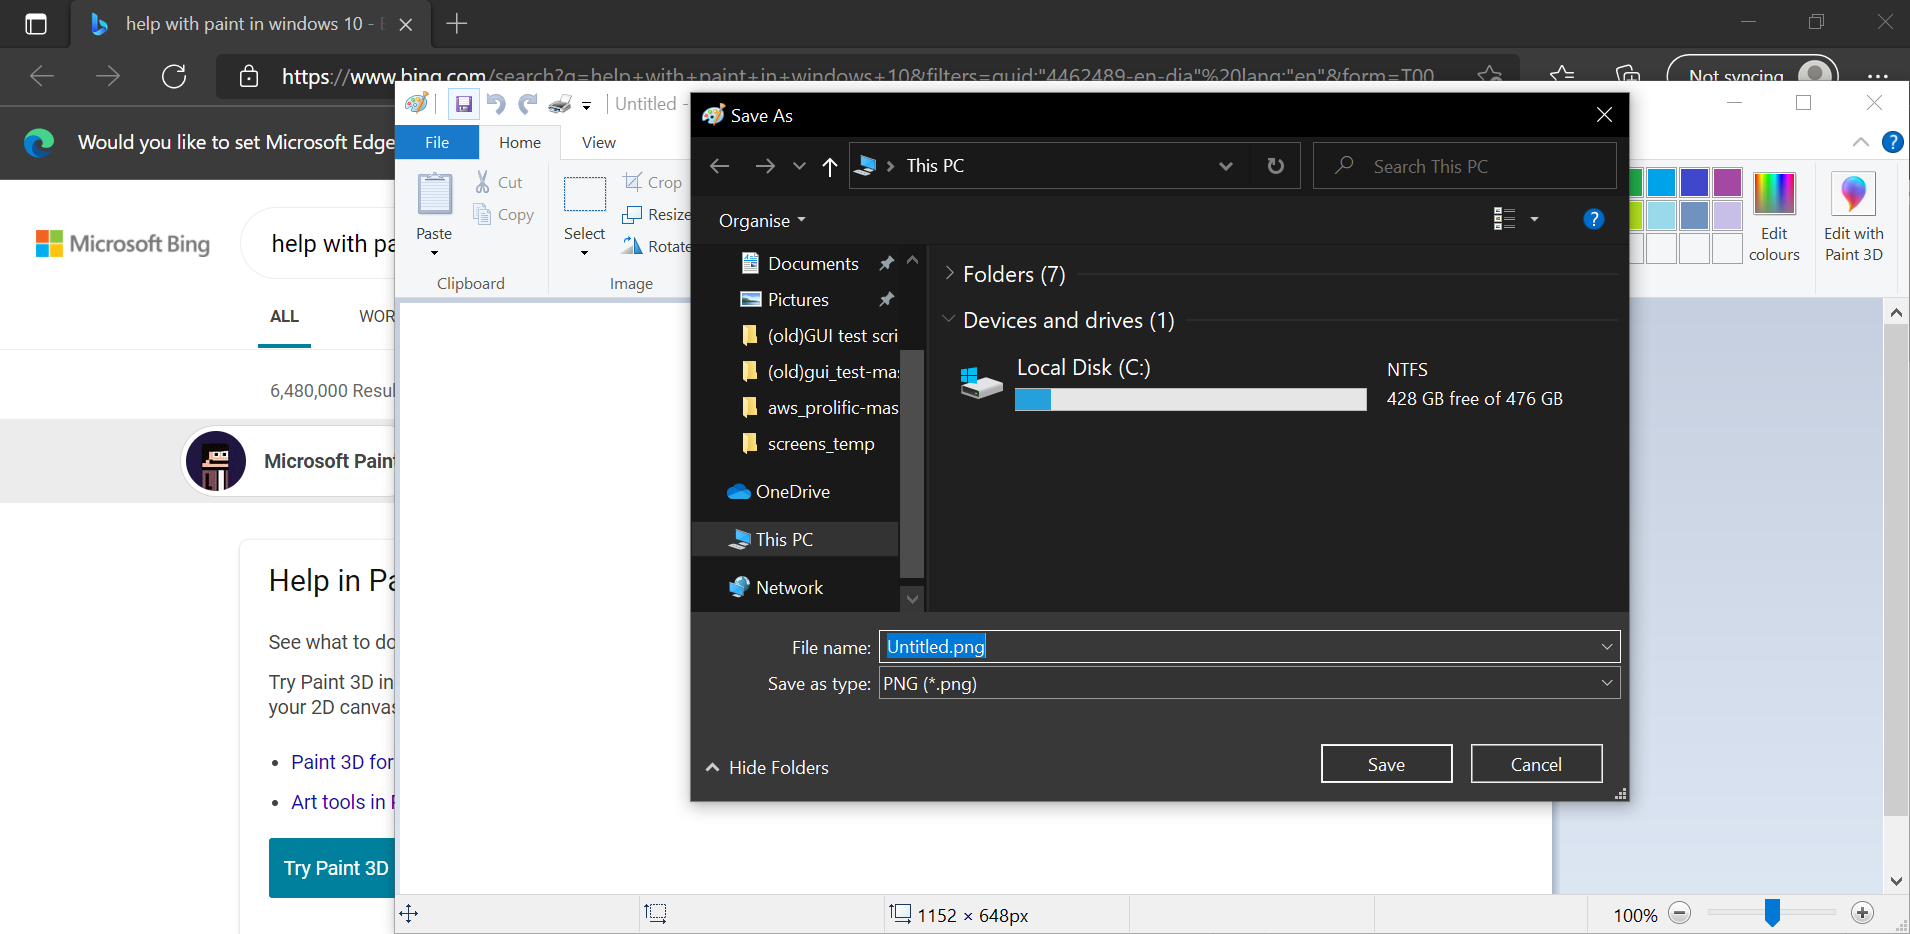 help with paint in windows 10 -
https://www.bing.com/search?q=help+with+paint+in+windows+10&filters=guid:"4462489-en-dia"%20lang:"en"&form=T00
Not syncing
Would you like to set Microsoft Edge
Untitled -
File
Home
View
Paste
Cut
Copy
Clipboard
Select
Crop
Resize
Rotate
Image
Edit
colours
Edit with
Paint 3D
Microsoft Bing
help with pa
ALL
WOR
6,480,000 Resul
Microsoft Paint
Help in Pa
See what to do
Try Paint 3D in
your 2D canvas
• Paint 3D for
• Art tools in P
Try Paint 3D
Save As
This PC
Search This PC
Organise
Documents
Pictures
(old)GUI test scri
(old)gui_test-mas
aws_prolific-mas
screens_temp
OneDrive
This PC
Network
Folders (7)
Devices and drives (1)
Local Disk (C:)
NTFS
428 GB free of 476 GB
File name: Untitled.png
Save as type: PNG (*.png)
Hide Folders
Save
Cancel
1152 × 648px
100%